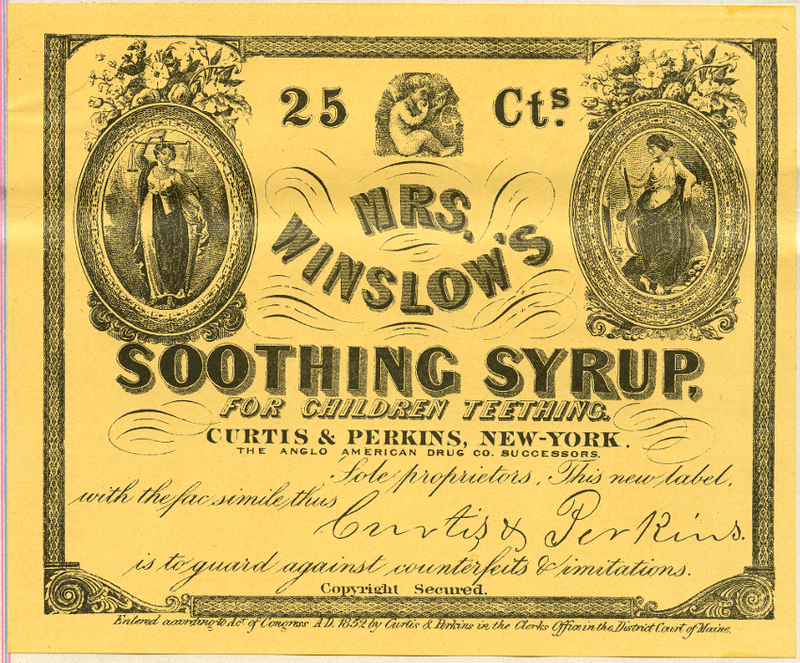 25 Cts.
MRS.
WINSLOW'S
SOOTHING SYRUP,
FOR CHILDREN TEETHING.
CURTIS & PERKINS, NEW-YORK.
THE ANGLO AMERICAN DRUG CO. SUCCESSORS.
Sole proprietors. This new label,
with the fac simile thus
Curtis & Perkins.
is to guard against counterfeits & imitations.
Copyright Secured.
Entered according to Act of Congress A.D. 1852 by Curtis & Perkins in the Clerks Office in the District Court of Maine.